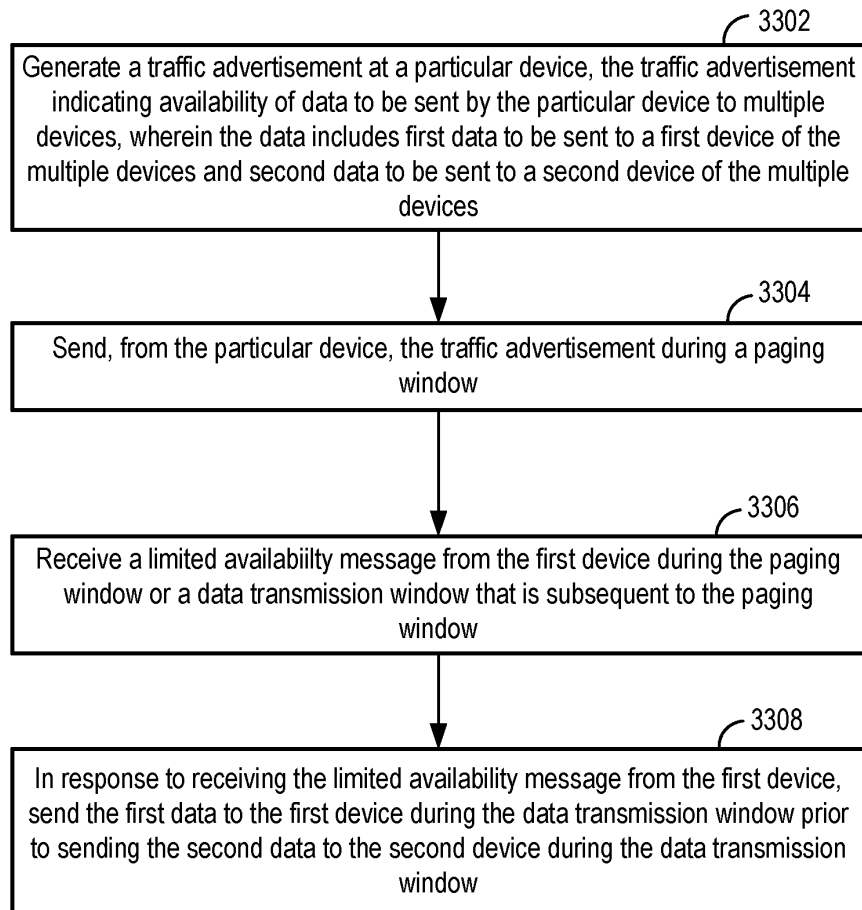 3302
Generate a traffic advertisement at a particular device, the traffic advertisement
indicating availability of data to be sent by the particular device to multiple
devices, wherein the data includes first data to be sent to a first device of the
multiple devices and second data to be sent to a second device of the multiple
devices
3304
Send, from the particular device, the traffic advertisement during a paging
window
3306
Receive a limited availabiilty message from the first device during the paging
window or a data transmission window that is subsequent to the paging
window
3308
In response to receiving the limited availability message from the first device,
send the first data to the first device during the data transmission window prior
to sending the second data to the second device during the data transmission
window